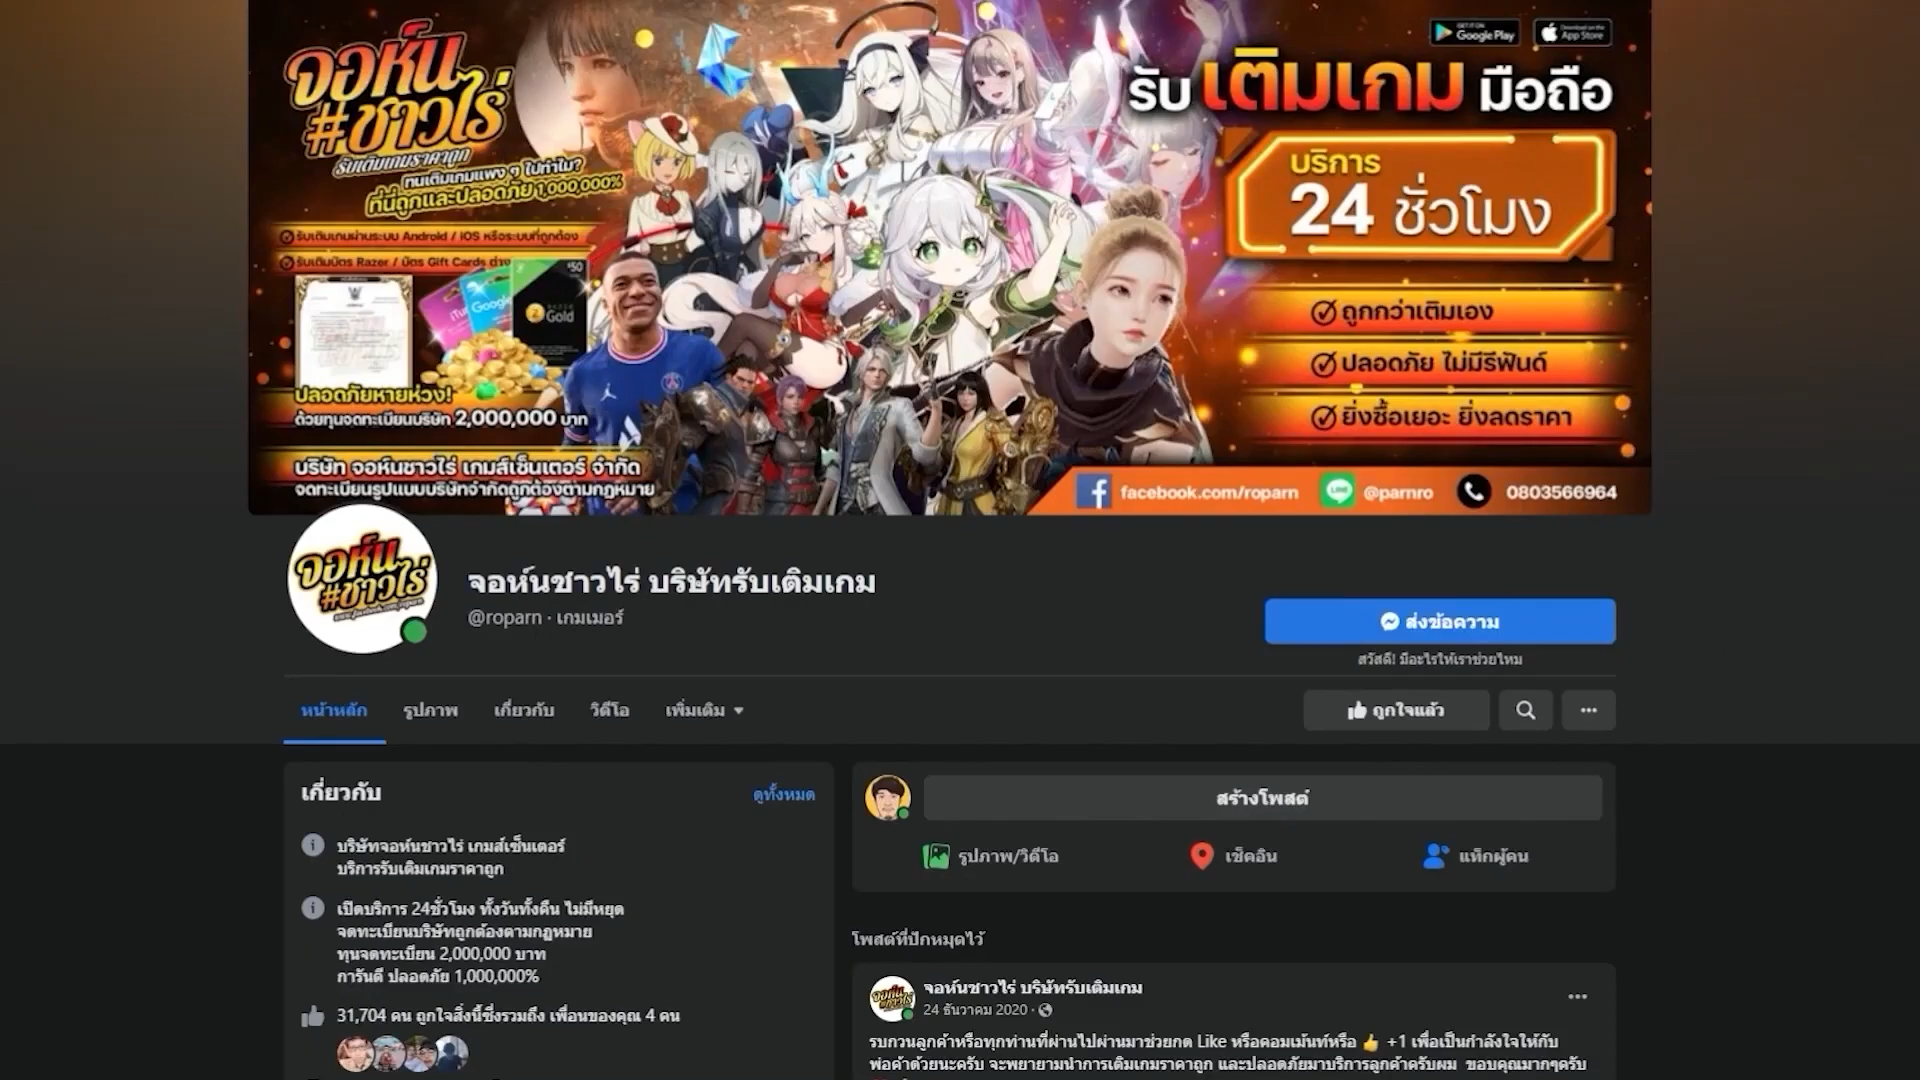 จอห์น
#ชาวไร่
รับเติมเกมราคาถูก
ทนเติมเกมแพง ๆ ไปทำไม?
ที่นี่ถูกและปลอดภัย 1,000,000%
รับเติมเกมผ่านระบบ Android / iOS หรือระบบที่ถูกต้อง
รับเติมบัตร Razer / บัตร Gift Cards ต่าง
$50
Google
Gold
ปลอดภัยหายห่วง!
ด้วยทุนจดทะเบียนบริษัท 2,000,000 บาท
บริษัท จอห์นชาวไร่ เกมส์เซ็นเตอร์ จำกัด
จดทะเบียนรูปแบบบริษัทจำกัดถูกต้องตามกฎหมาย
GET IT ON
Google Play
Download on the
App Store
รับ เติมเกม มือถือ
บริการ
24 ชั่วโมง
ถูกกว่าเติมเอง
ปลอดภัย ไม่มีรีฟันด์
ยิ่งซื้อเยอะ ยิ่งลดราคา
facebook.com/roparn
LINE
@parnro
0803566964
จอห์น
#ชาวไร่
จอห์นชาวไร่ บริษัทรับเติมเกม
@roparn · เกมเมอร์
ส่งข้อความ
สวัสดี! มีอะไรให้เราช่วยไหม
หน้าหลัก
รูปภาพ
เกี่ยวกับ
วิดีโอ
เพิ่มเติม
ถูกใจแล้ว
เกี่ยวกับ
ดูทั้งหมด
บริษัทจอห์นชาวไร่ เกมส์เซ็นเตอร์
บริการรับเติมเกมราคาถูก
เปิดบริการ 24ชั่วโมง ทั้งวันทั้งคืน ไม่มีหยุด
จดทะเบียนบริษัทถูกต้องตามกฏหมาย
ทุนจดทะเบียน 2,000,000 บาท
การันตี ปลอดภัย 1,000,000%
31,704 คน ถูกใจสิ่งนี้ซึ่งรวมถึง เพื่อนของคุณ 4 คน
สร้างโพสต์
รูปภาพ/วิดีโอ
เช็คอิน
แท็กผู้คน
โพสต์ที่ปักหมุดไว้
จอห์นชาวไร่ บริษัทรับเติมเกม
24 ธันวาคม 2020 ·
รบกวนลูกค้าหรือทุกท่านที่ผ่านไปผ่านมาช่วยกด Like หรือคอมเม้นท์หรือ 👍 +1 เพื่อเป็นกำลังใจให้กับ
พ่อค้าด้วยนะครับ จะพยายามนำการเติมเกมราคาถูก และปลอดภัยมาบริการลูกค้าครับผม ขอบคุณมากๆครับ